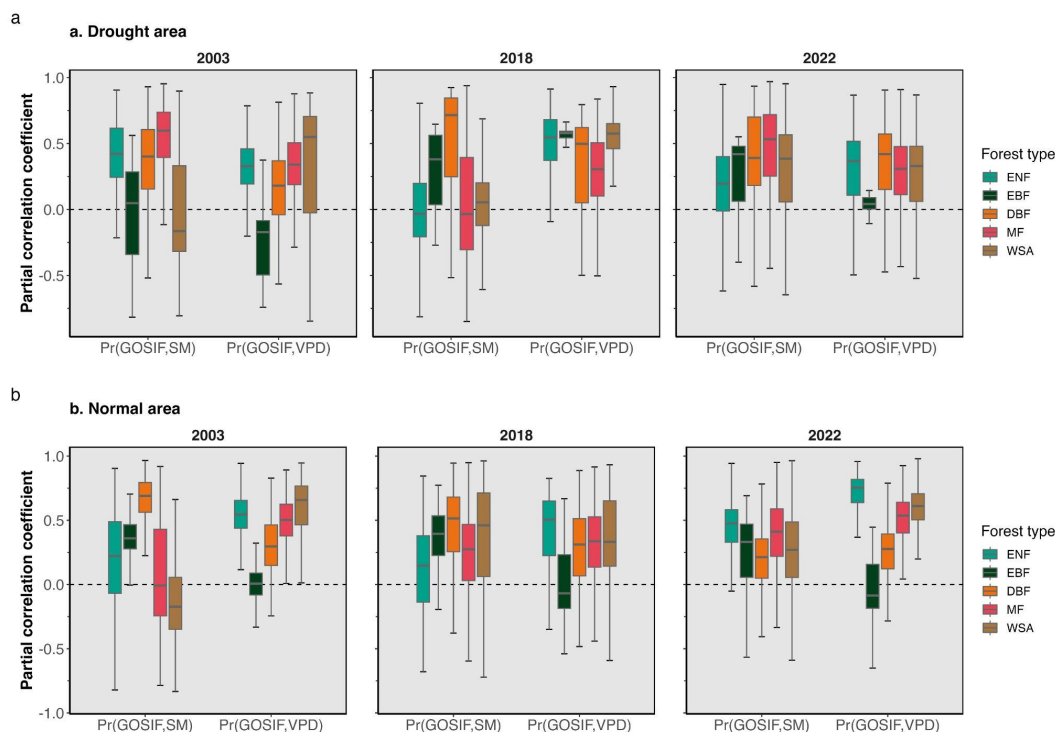 a
a. Drought area
2003
2018
2022
Partial correlation coefficient
1.0
0.5
0.0
-0.5
Pr(GOSIF,SM)
Pr(GOSIF,VPD)
Pr(GOSIF,SM)
Pr(GOSIF,VPD)
Pr(GOSIF,SM)
Pr(GOSIF,VPD)
Forest type
ENF
EBF
DBF
MF
WSA
b
b. Normal area
2003
2018
2022
Partial correlation coefficient
1.0
0.5
0.0
-0.5
-1.0
Pr(GOSIF,SM)
Pr(GOSIF,VPD)
Pr(GOSIF,SM)
Pr(GOSIF,VPD)
Pr(GOSIF,SM)
Pr(GOSIF,VPD)
Forest type
ENF
EBF
DBF
MF
WSA